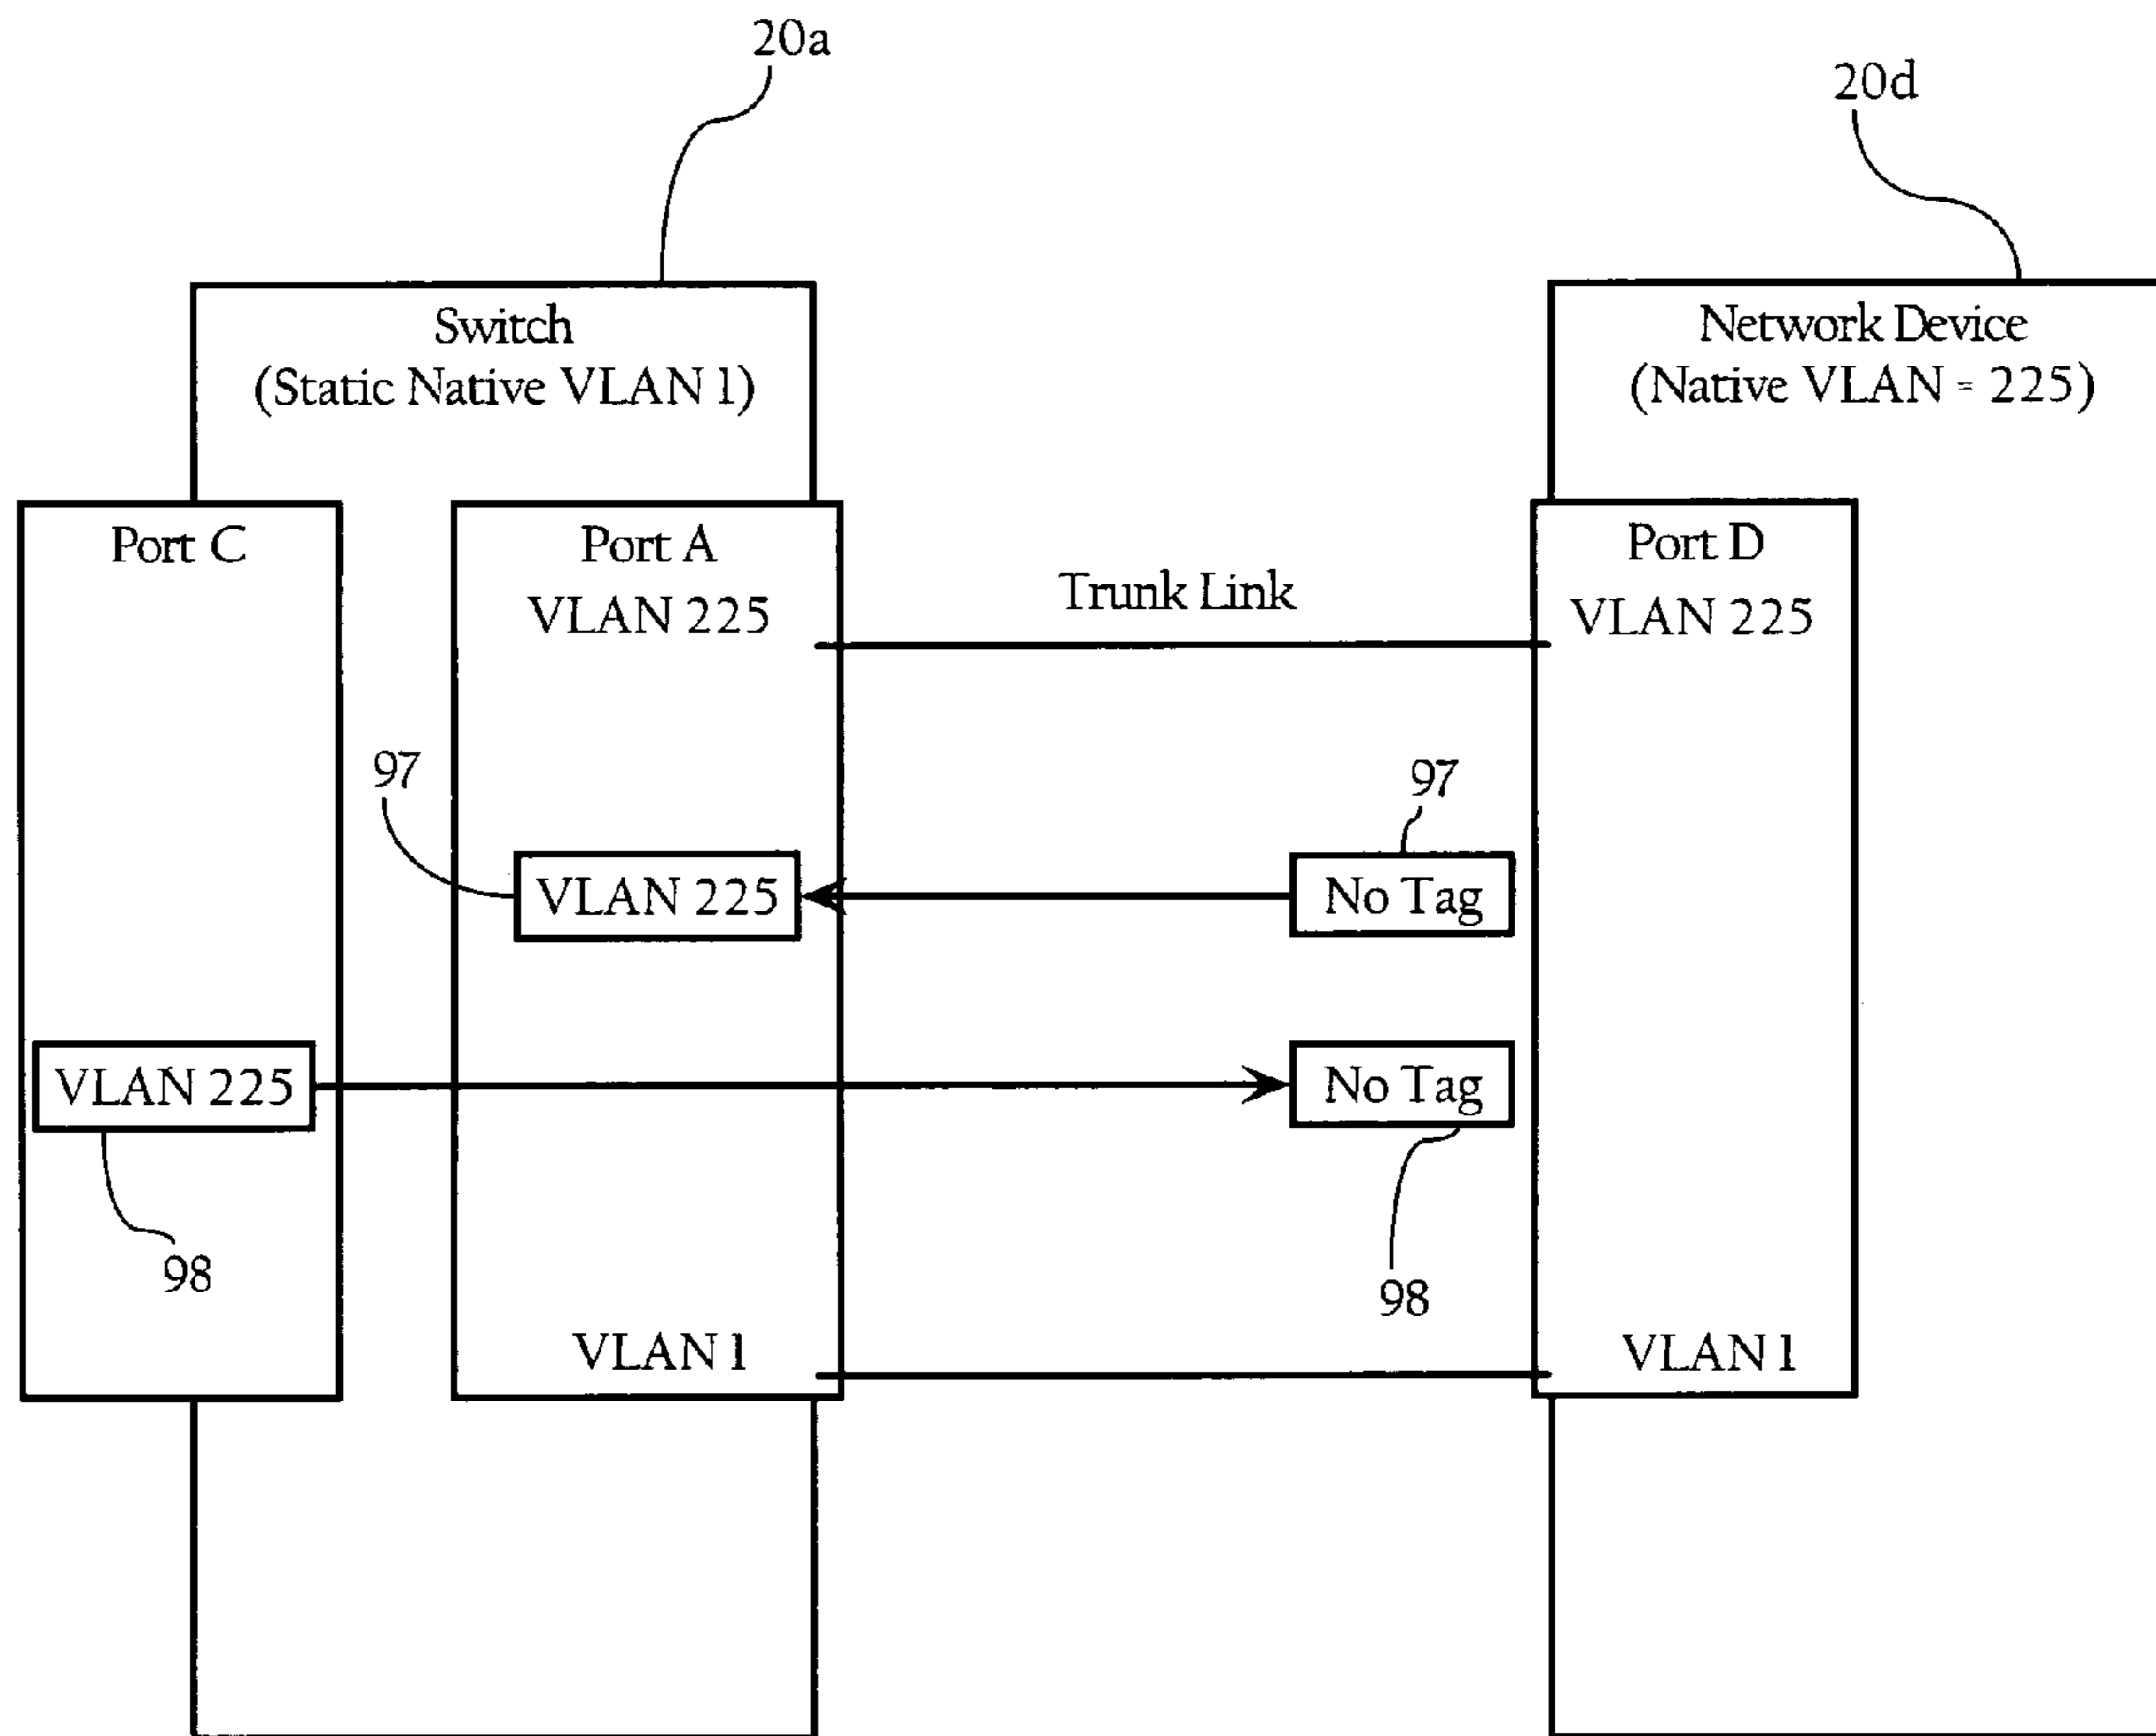 20a
20d
Switch
(Static Native VLAN 1)
Network Device
(Native VLAN = 225)
Port C
Port A
VLAN 225
Trunk Link
Port D
VLAN 225
97
97
VLAN 225
No Tag
VLAN 225
No Tag
98
98
VLAN 1
VLAN 1